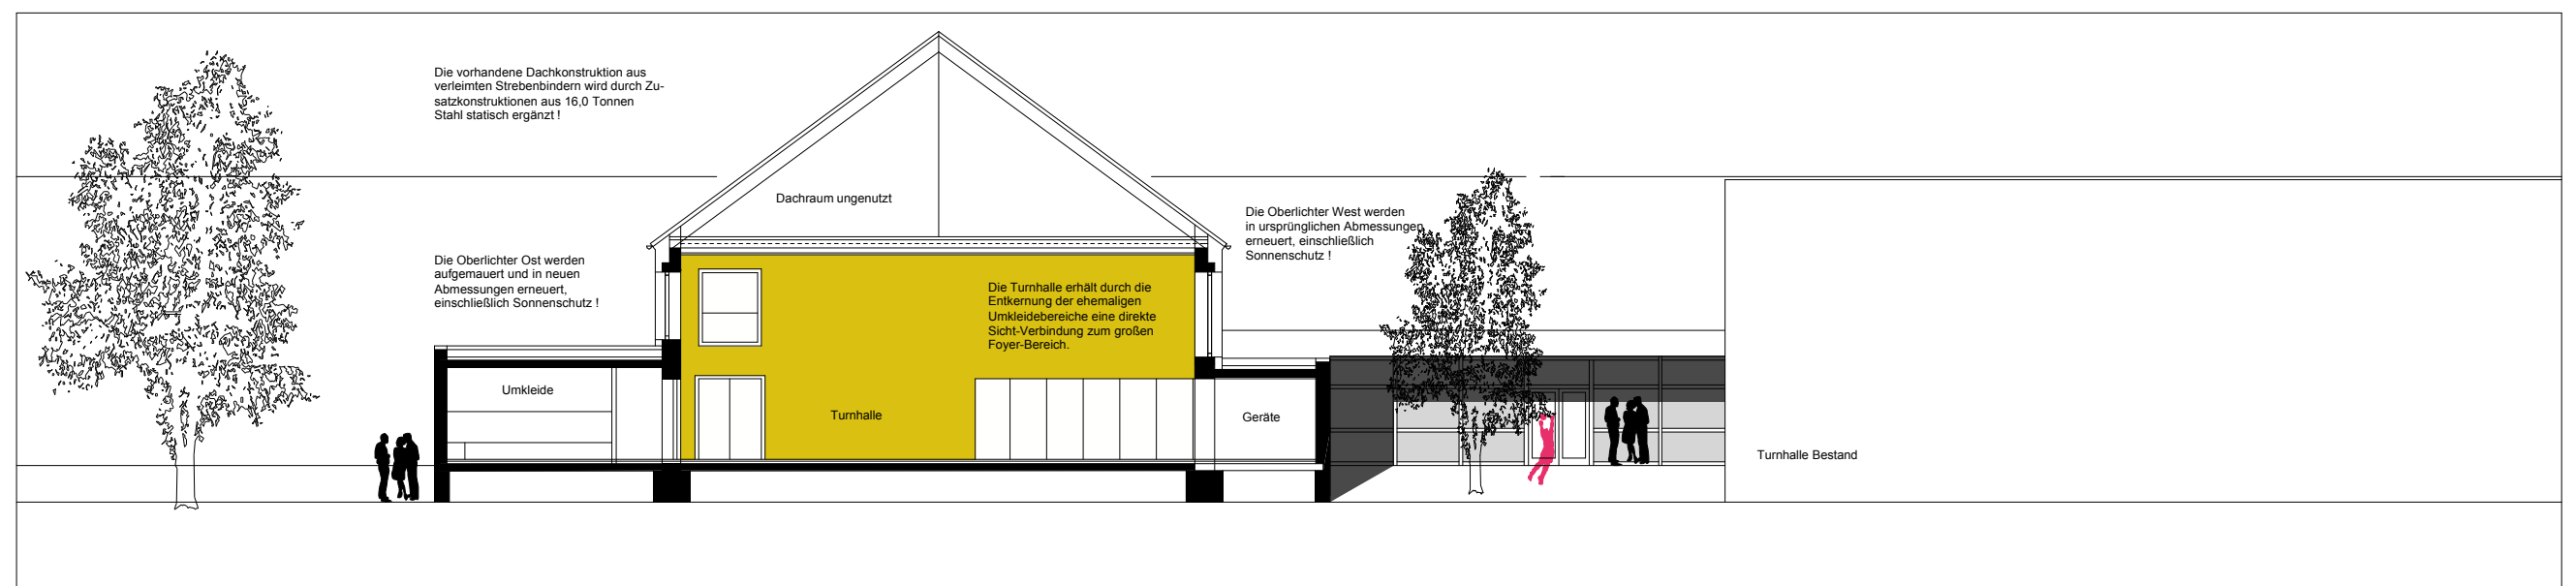 Die vorhandene Dachkonstruktion aus
verleimten Strebenbindern wird durch Zu-
satzkonstruktionen aus 16,0 Tonnen
Stahl statisch ergänzt !
Dachraum ungenutzt
Die Oberlichter West werden
in ursprünglichen Abmessungen
erneuert, einschließlich
Sonnenschutz !
Die Oberlichter Ost werden
aufgemauert und in neuen
Abmessungen erneuert,
einschließlich Sonnenschutz !
Die Turnhalle erhält durch die
Entkernung der ehemaligen
Umkleidebereiche eine direkte
Sicht-Verbindung zum großen
Foyer-Bereich.
Umkleide
Turnhalle
Geräte
Turnhalle Bestand